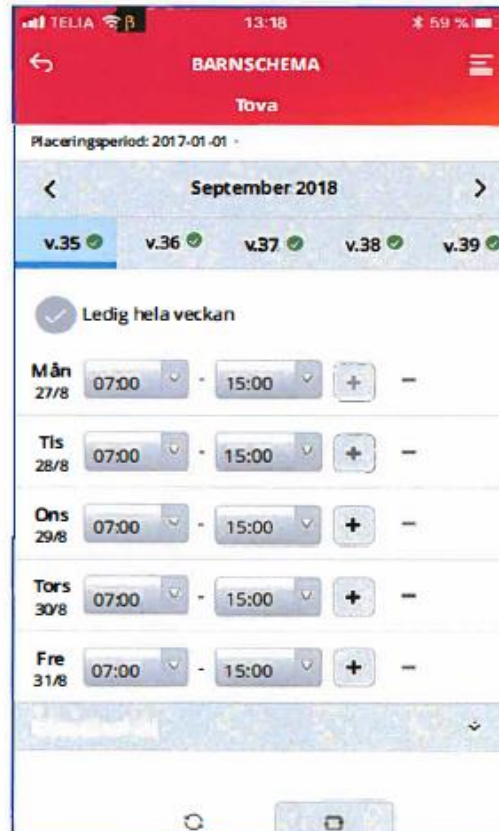 TELIA β 13:18 59 %
BARNSCHEMA
Tova
Placeringsperiod: 2017-01-01 -
September 2018
v.35 v.36 v.37 v.38 v.39
Ledig hela veckan
Mån 07:00 - 15:00 + -
27/8
Tis 07:00 - 15:00 + -
28/8
Ons 07:00 - 15:00 + -
29/8
Tors 07:00 - 15:00 + -
30/8
Fre 07:00 - 15:00 + -
31/8